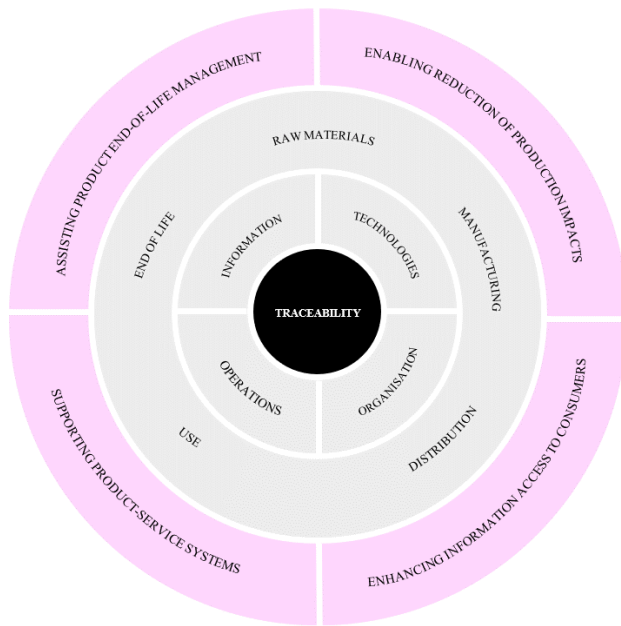 ASSISTING PRODUCT END-OF-LIFE MANAGEMENT
ENABLING REDUCTION OF PRODUCTION IMPACTS
RAW MATERIALS
END OF LIFE
MANUFACTURING
INFORMATION
TECHNOLOGIES
TRACEABILITY
OPERATIONS
ORGANISATION
USE
DISTRIBUTION
SUPPORTING PRODUCT-SERVICE SYSTEMS
ENHANCING INFORMATION ACCESS TO CONSUMERS